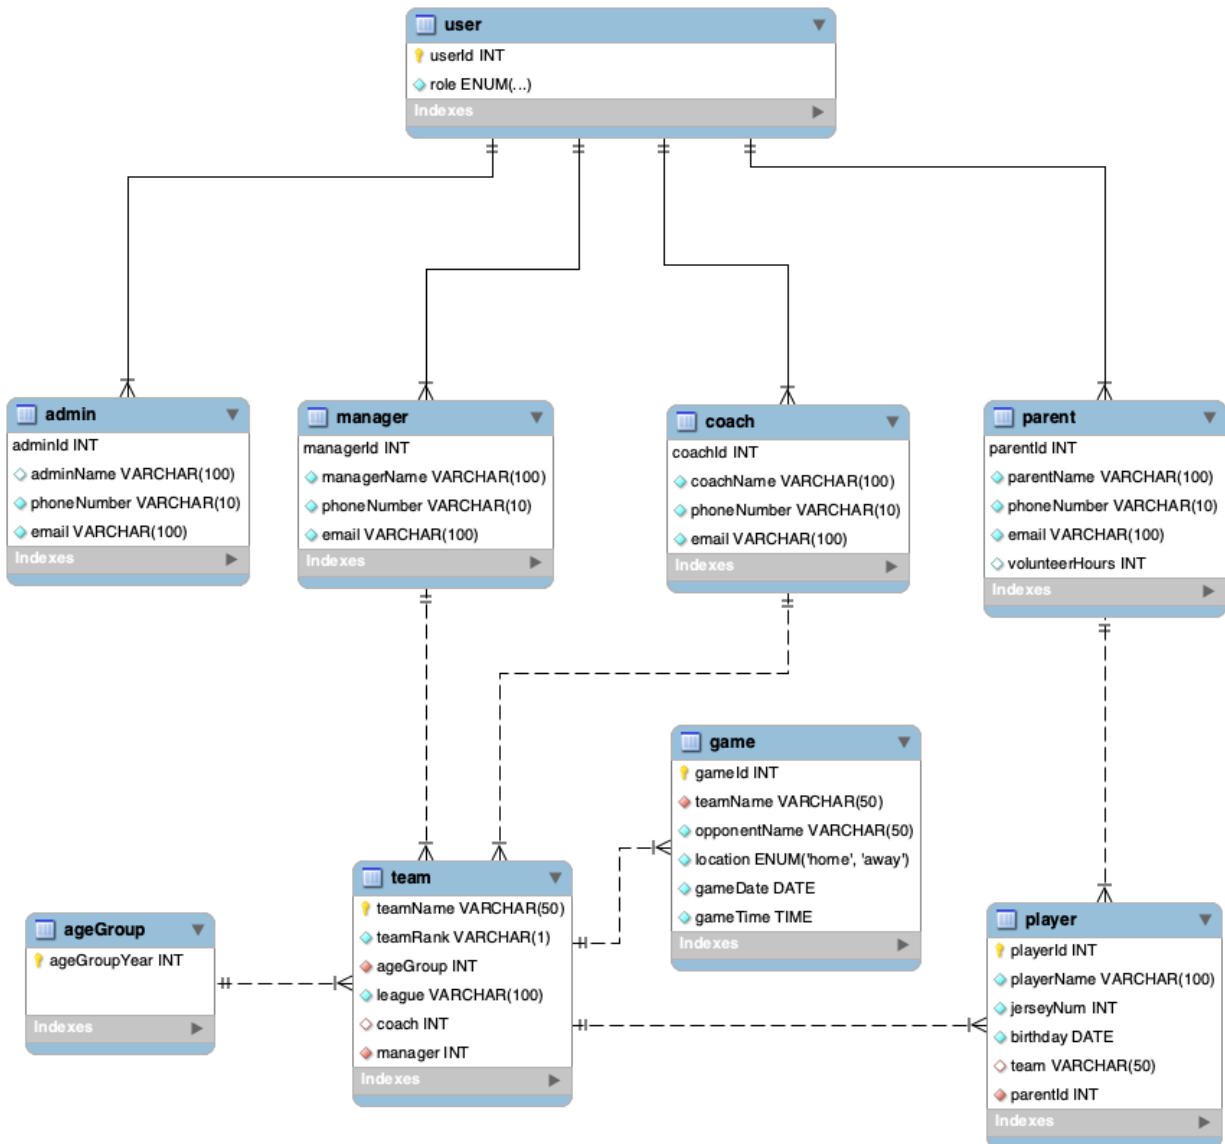 user
userId INT
role ENUM(...)
Indexes
admin
adminId INT
adminName VARCHAR(100)
phoneNumber VARCHAR(10)
email VARCHAR(100)
Indexes
manager
managerId INT
managerName VARCHAR(100)
phoneNumber VARCHAR(10)
email VARCHAR(100)
Indexes
coach
coachId INT
coachName VARCHAR(100)
phoneNumber VARCHAR(10)
email VARCHAR(100)
Indexes
parent
parentId INT
parentName VARCHAR(100)
phoneNumber VARCHAR(10)
email VARCHAR(100)
volunteerHours INT
Indexes
game
gameId INT
teamName VARCHAR(50)
opponentName VARCHAR(50)
location ENUM('home', 'away')
gameDate DATE
gameTime TIME
Indexes
team
teamName VARCHAR(50)
teamRank VARCHAR(1)
ageGroup INT
league VARCHAR(100)
coach INT
manager INT
Indexes
ageGroup
ageGroupYear INT
Indexes
player
playerId INT
playerName VARCHAR(100)
jerseyNum INT
birthday DATE
team VARCHAR(50)
parentId INT
Indexes